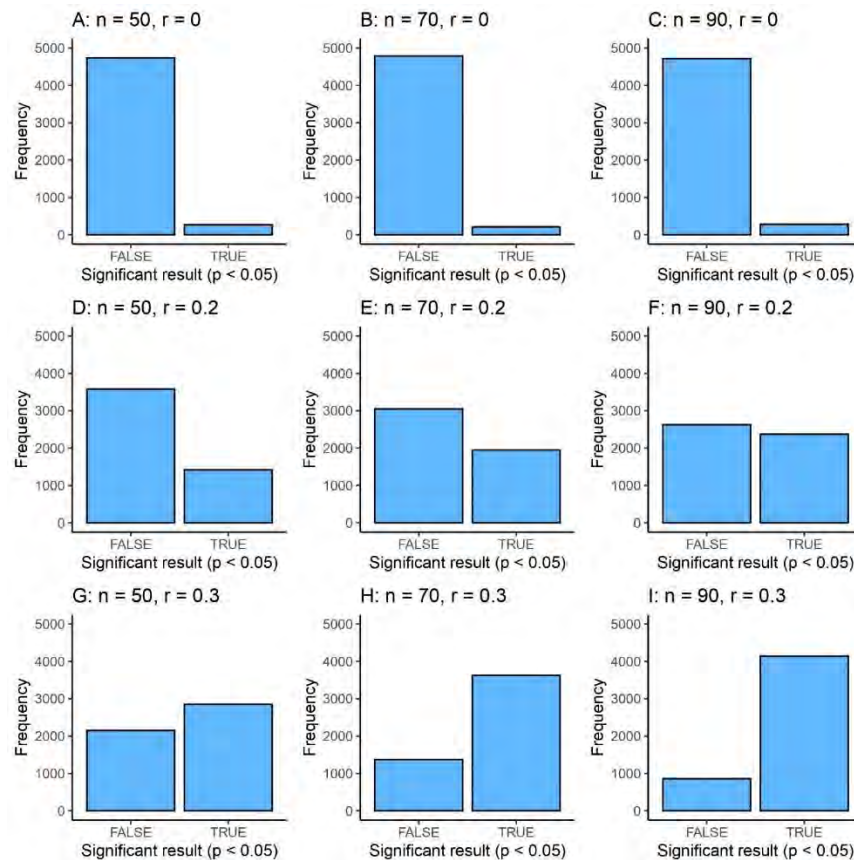 A: n = 50, r = 0
5000
4000
3000
2000
1000
0
Frequency
FALSE TRUE
Significant result (p < 0.05)
B: n = 70, r = 0
5000
4000
3000
2000
1000
0
Frequency
FALSE TRUE
Significant result (p < 0.05)
C: n = 90, r = 0
5000
4000
3000
2000
1000
0
Frequency
FALSE TRUE
Significant result (p < 0.05)
D: n = 50, r = 0.2
5000
4000
3000
2000
1000
0
Frequency
FALSE TRUE
Significant result (p < 0.05)
E: n = 70, r = 0.2
5000
4000
3000
2000
1000
0
Frequency
FALSE TRUE
Significant result (p < 0.05)
F: n = 90, r = 0.2
5000
4000
3000
2000
1000
0
Frequency
FALSE TRUE
Significant result (p < 0.05)
G: n = 50, r = 0.3
5000
4000
3000
2000
1000
0
Frequency
FALSE TRUE
Significant result (p < 0.05)
H: n = 70, r = 0.3
5000
4000
3000
2000
1000
0
Frequency
FALSE TRUE
Significant result (p < 0.05)
I: n = 90, r = 0.3
5000
4000
3000
2000
1000
0
Frequency
FALSE TRUE
Significant result (p < 0.05)